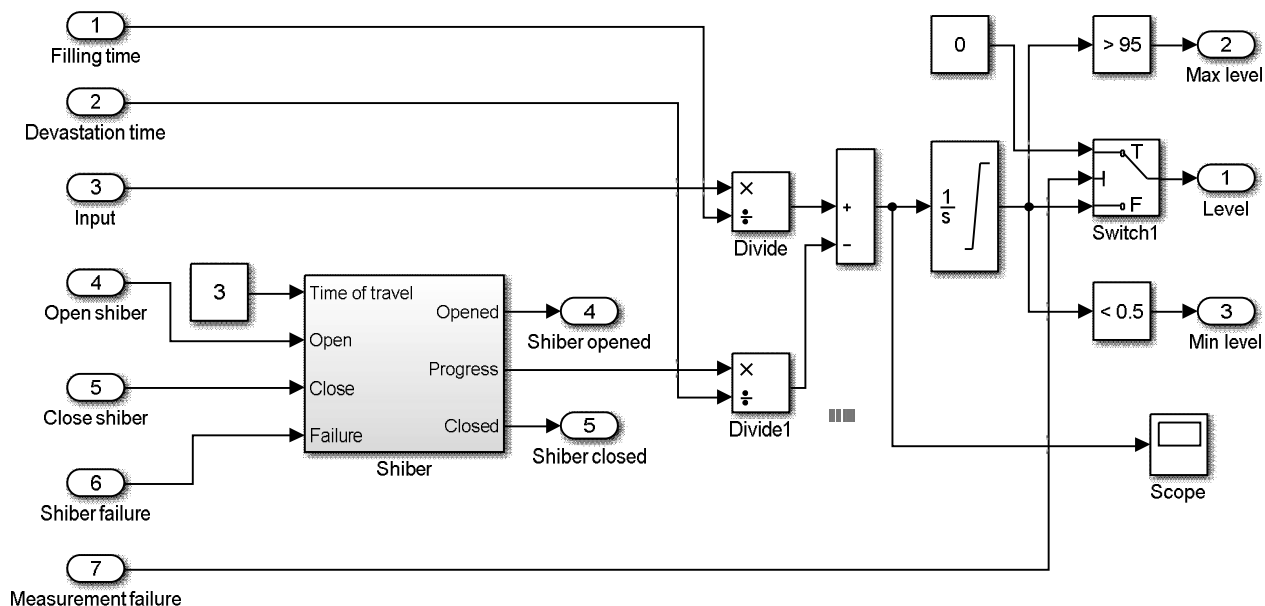 1
Filling time
2
Devastation time
3
Input
4
Open shiber
5
Close shiber
6
Shiber failure
7
Measurement failure
3
Time of travel
Open
Close
Failure
Opened
Progress
Closed
Shiber
4
Shiber opened
5
Shiber closed
×
÷
Divide
×
÷
Divide1
+
−
1
s
0
> 95
2
Max level
T
F
Switch1
1
Level
< 0.5
3
Min level
Scope